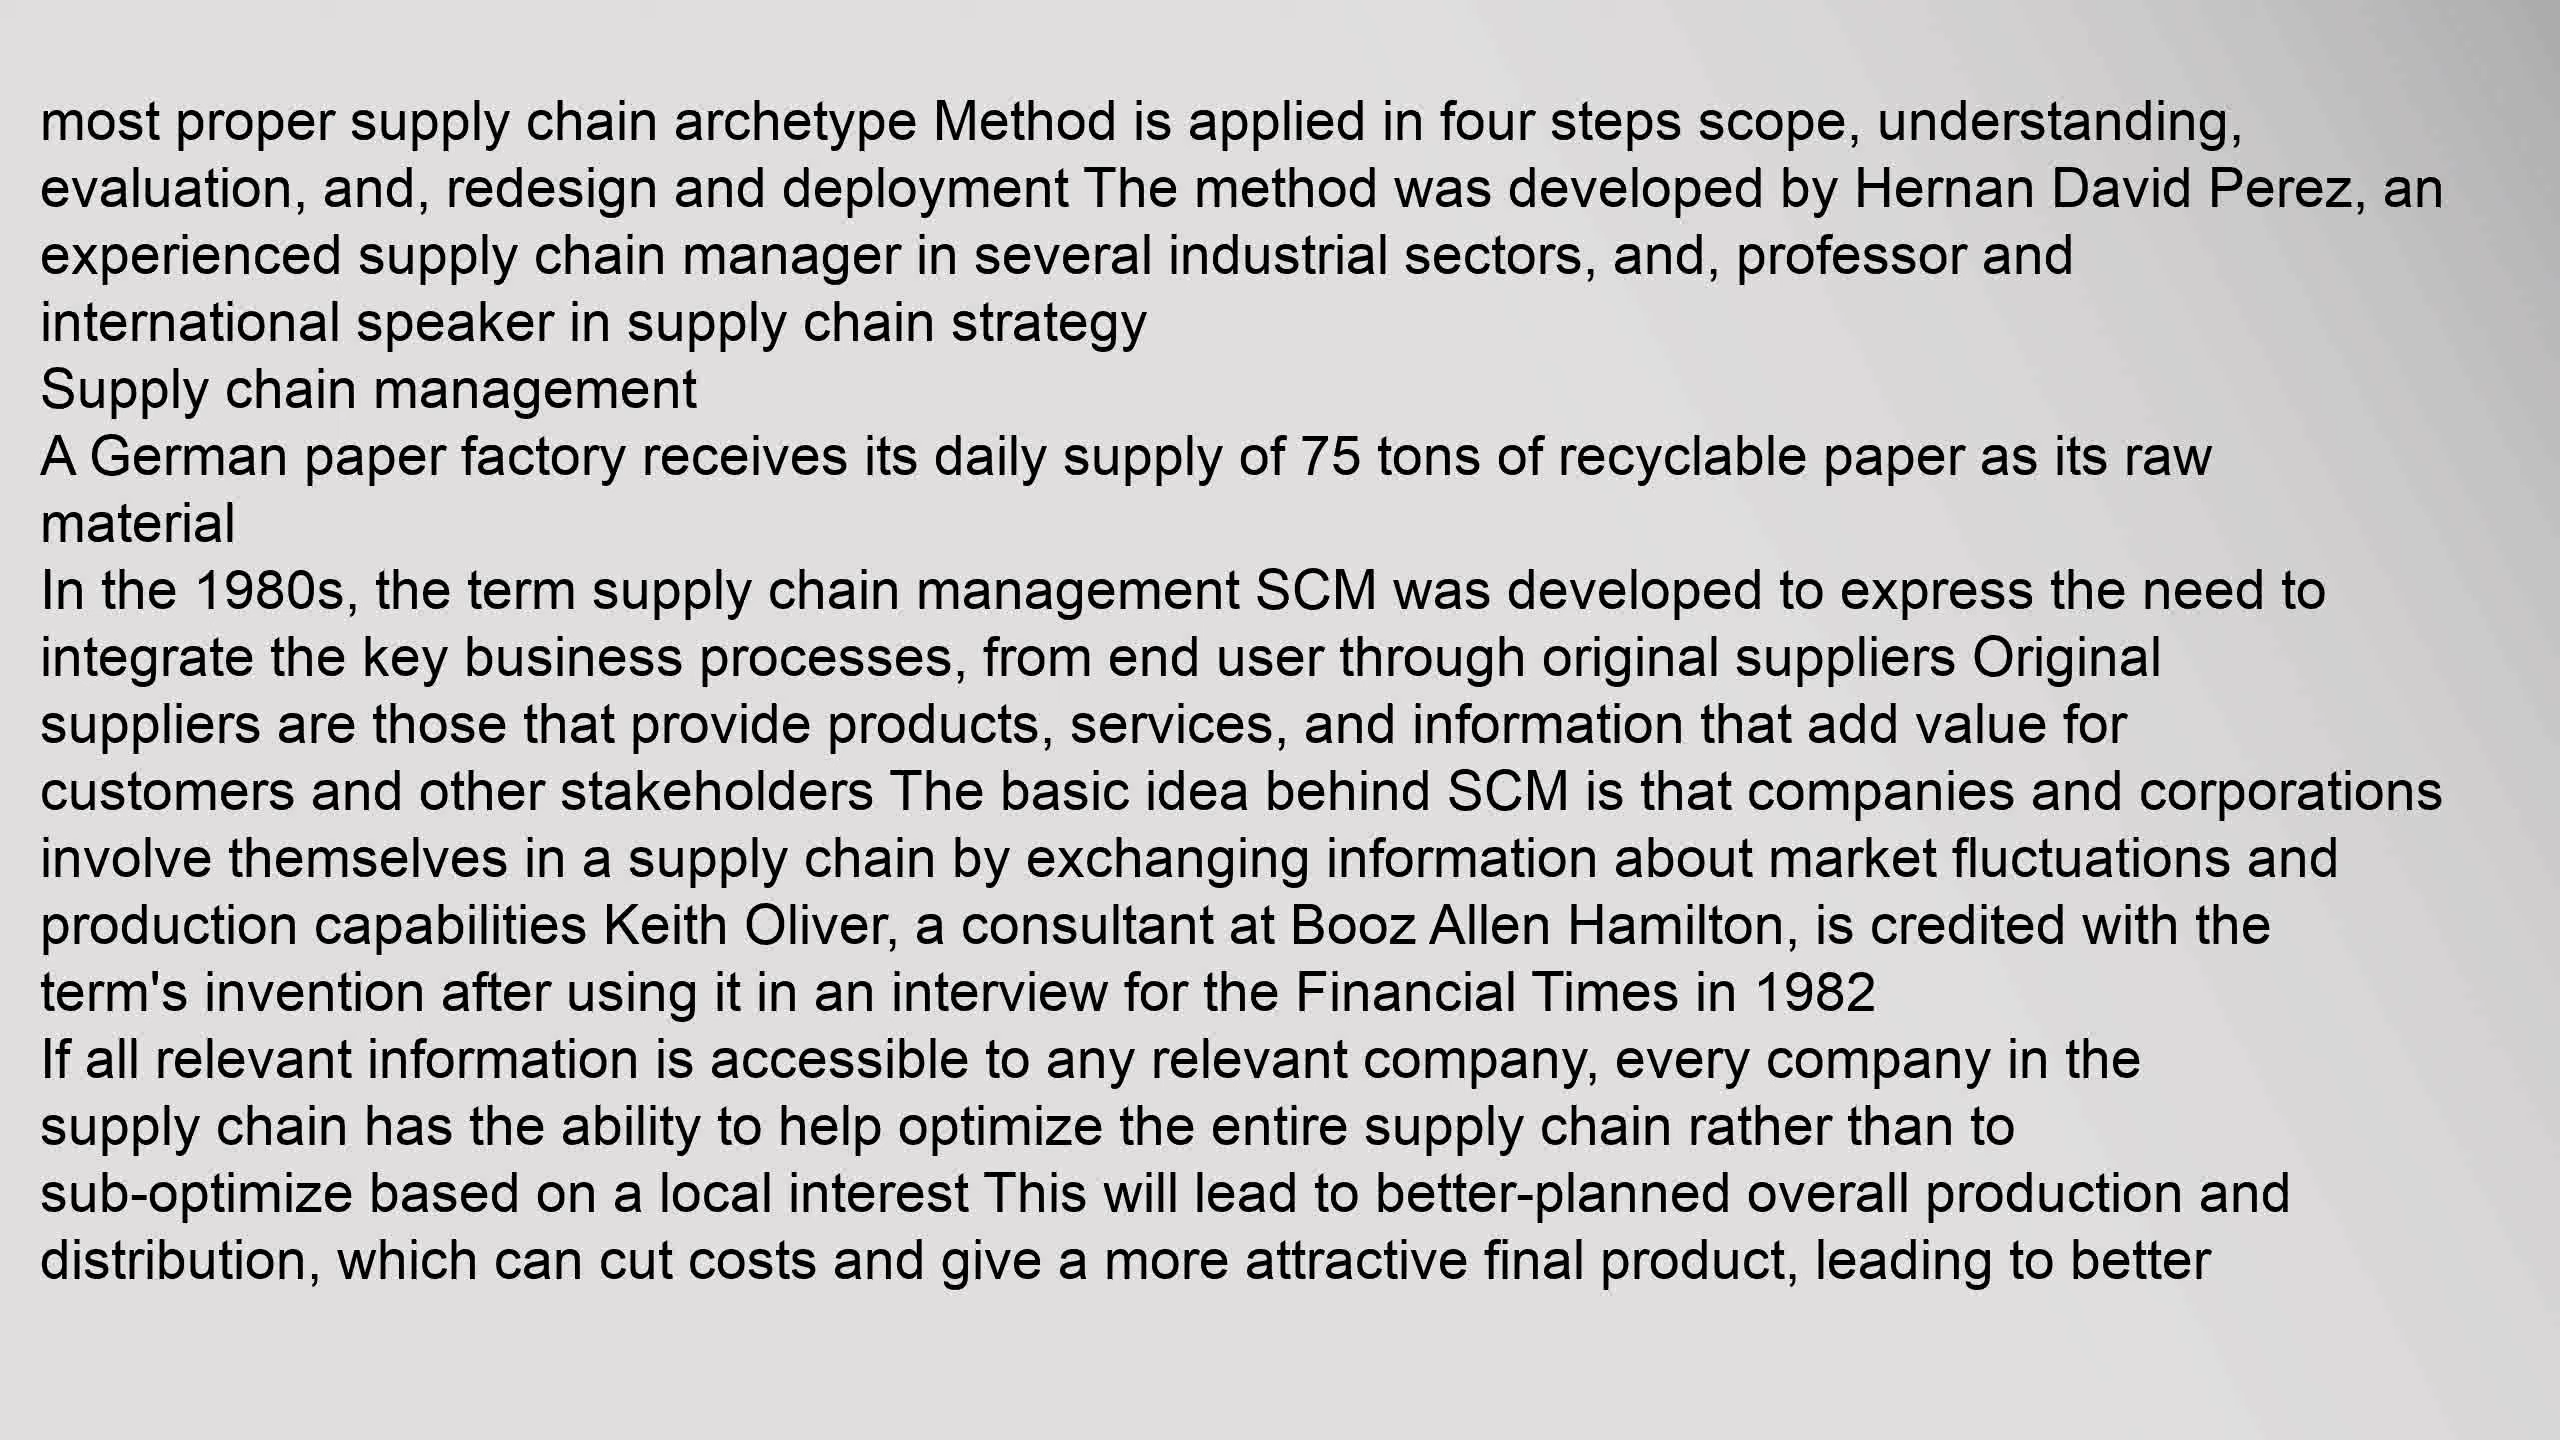 most proper supply chain archetype Method is applied in four steps scope, understanding,
evaluation, and, redesign and deployment The method was developed by Hernan David Perez, an
experienced supply chain manager in several industrial sectors, and, professor and
international speaker in supply chain strategy
Supply chain management
A German paper factory receives its daily supply of 75 tons of recyclable paper as its raw
material
In the 1980s, the term supply chain management SCM was developed to express the need to
integrate the key business processes, from end user through original suppliers Original
suppliers are those that provide products, services, and information that add value for
customers and other stakeholders The basic idea behind SCM is that companies and corporations
involve themselves in a supply chain by exchanging information about market fluctuations and
production capabilities Keith Oliver, a consultant at Booz Allen Hamilton, is credited with the
term's invention after using it in an interview for the Financial Times in 1982
If all relevant information is accessible to any relevant company, every company in the
supply chain has the ability to help optimize the entire supply chain rather than to
sub-optimize based on a local interest This will lead to better-planned overall production and
distribution, which can cut costs and give a more attractive final product, leading to better